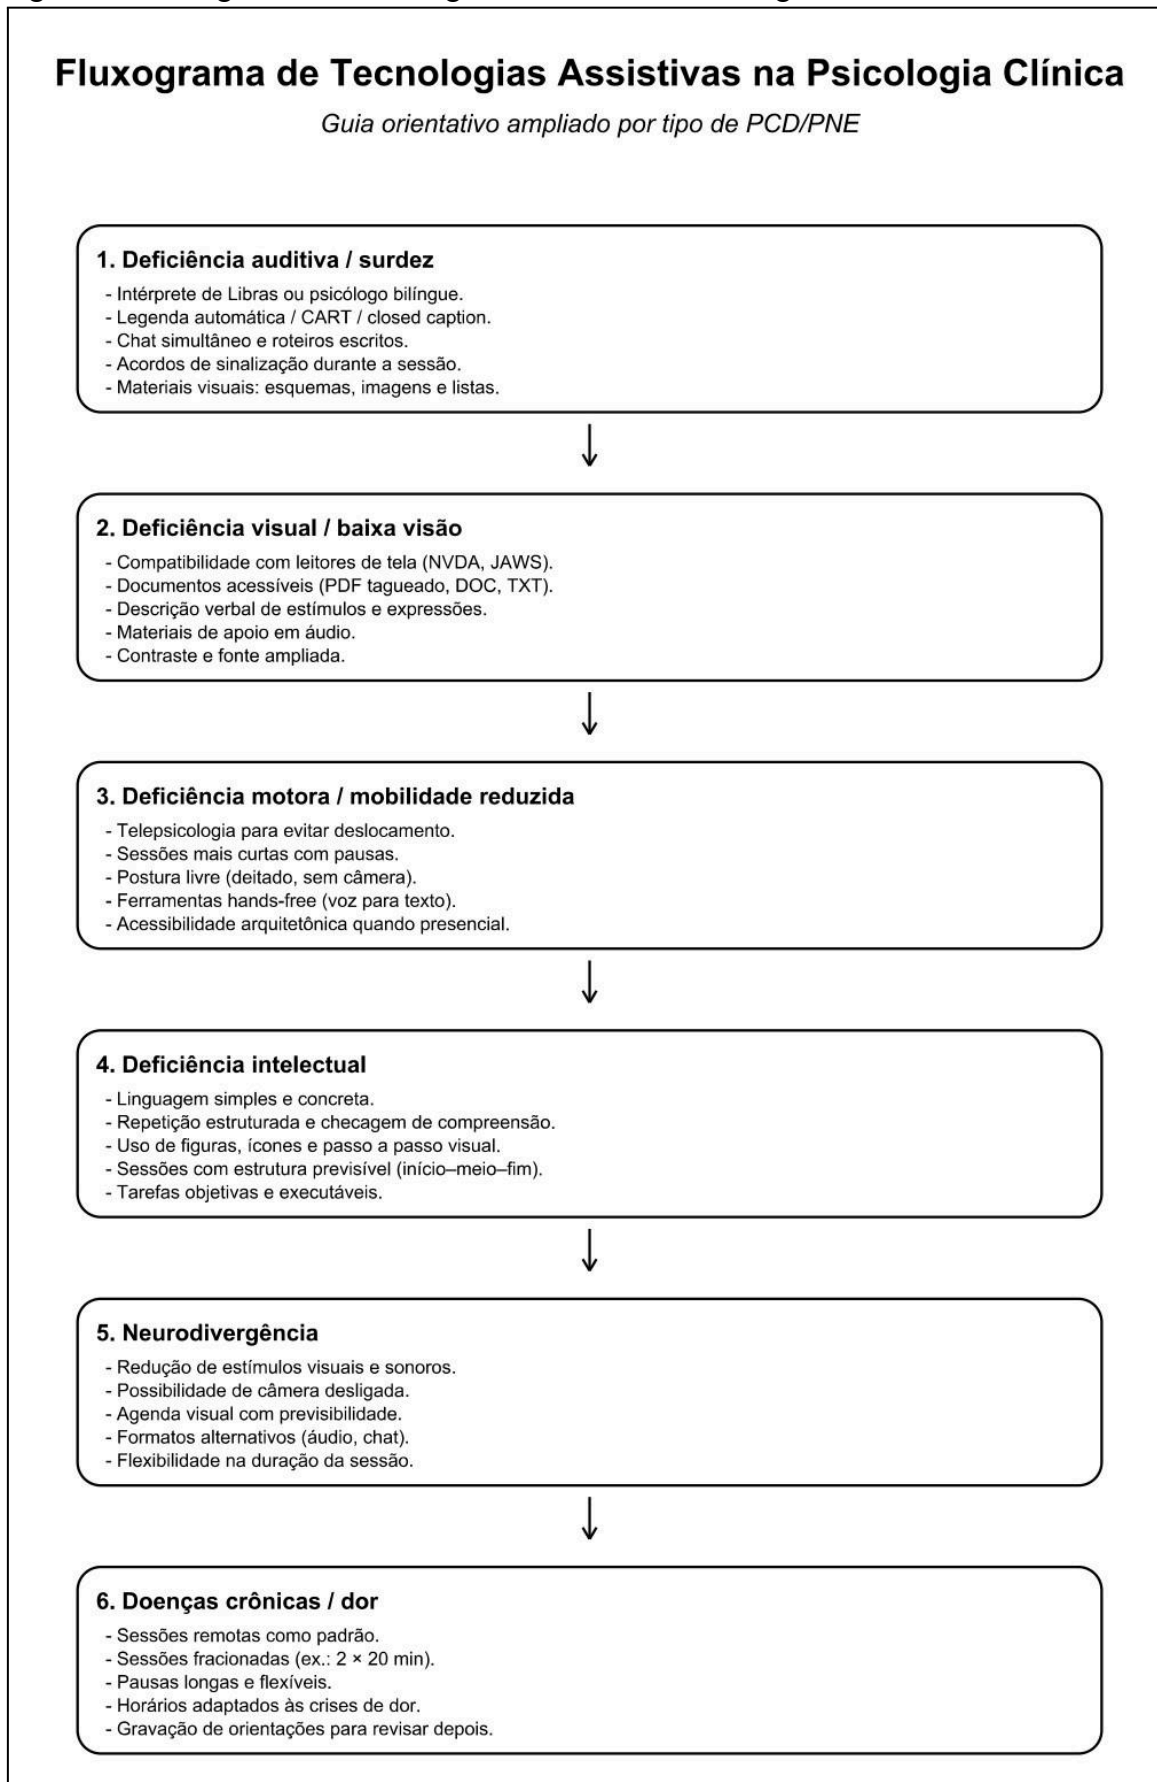 Fluxograma de Tecnologias Assistivas na Psicologia Clínica
Guia orientativo ampliado por tipo de PCD/PNE
1. Deficiência auditiva / surdez
- Intérprete de Libras ou psicólogo bilíngue.
- Legenda automática / CART / closed caption.
- Chat simultâneo e roteiros escritos.
- Acordos de sinalização durante a sessão.
- Materiais visuais: esquemas, imagens e listas.
2. Deficiência visual / baixa visão
- Compatibilidade com leitores de tela (NVDA, JAWS).
- Documentos acessíveis (PDF tagueado, DOC, TXT).
- Descrição verbal de estímulos e expressões.
- Materiais de apoio em áudio.
- Contraste e fonte ampliada.
3. Deficiência motora / mobilidade reduzida
- Telepsicologia para evitar deslocamento.
- Sessões mais curtas com pausas.
- Postura livre (deitado, sem câmera).
- Ferramentas hands-free (voz para texto).
- Acessibilidade arquitetônica quando presencial.
4. Deficiência intelectual
- Linguagem simples e concreta.
- Repetição estruturada e checagem de compreensão.
- Uso de figuras, ícones e passo a passo visual.
- Sessões com estrutura previsível (início–meio–fim).
- Tarefas objetivas e executáveis.
5. Neurodivergência
- Redução de estímulos visuais e sonoros.
- Possibilidade de câmera desligada.
- Agenda visual com previsibilidade.
- Formatos alternativos (áudio, chat).
- Flexibilidade na duração da sessão.
6. Doenças crônicas / dor
- Sessões remotas como padrão.
- Sessões fracionadas (ex.: 2 × 20 min).
- Pausas longas e flexíveis.
- Horários adaptados às crises de dor.
- Gravação de orientações para revisar depois.